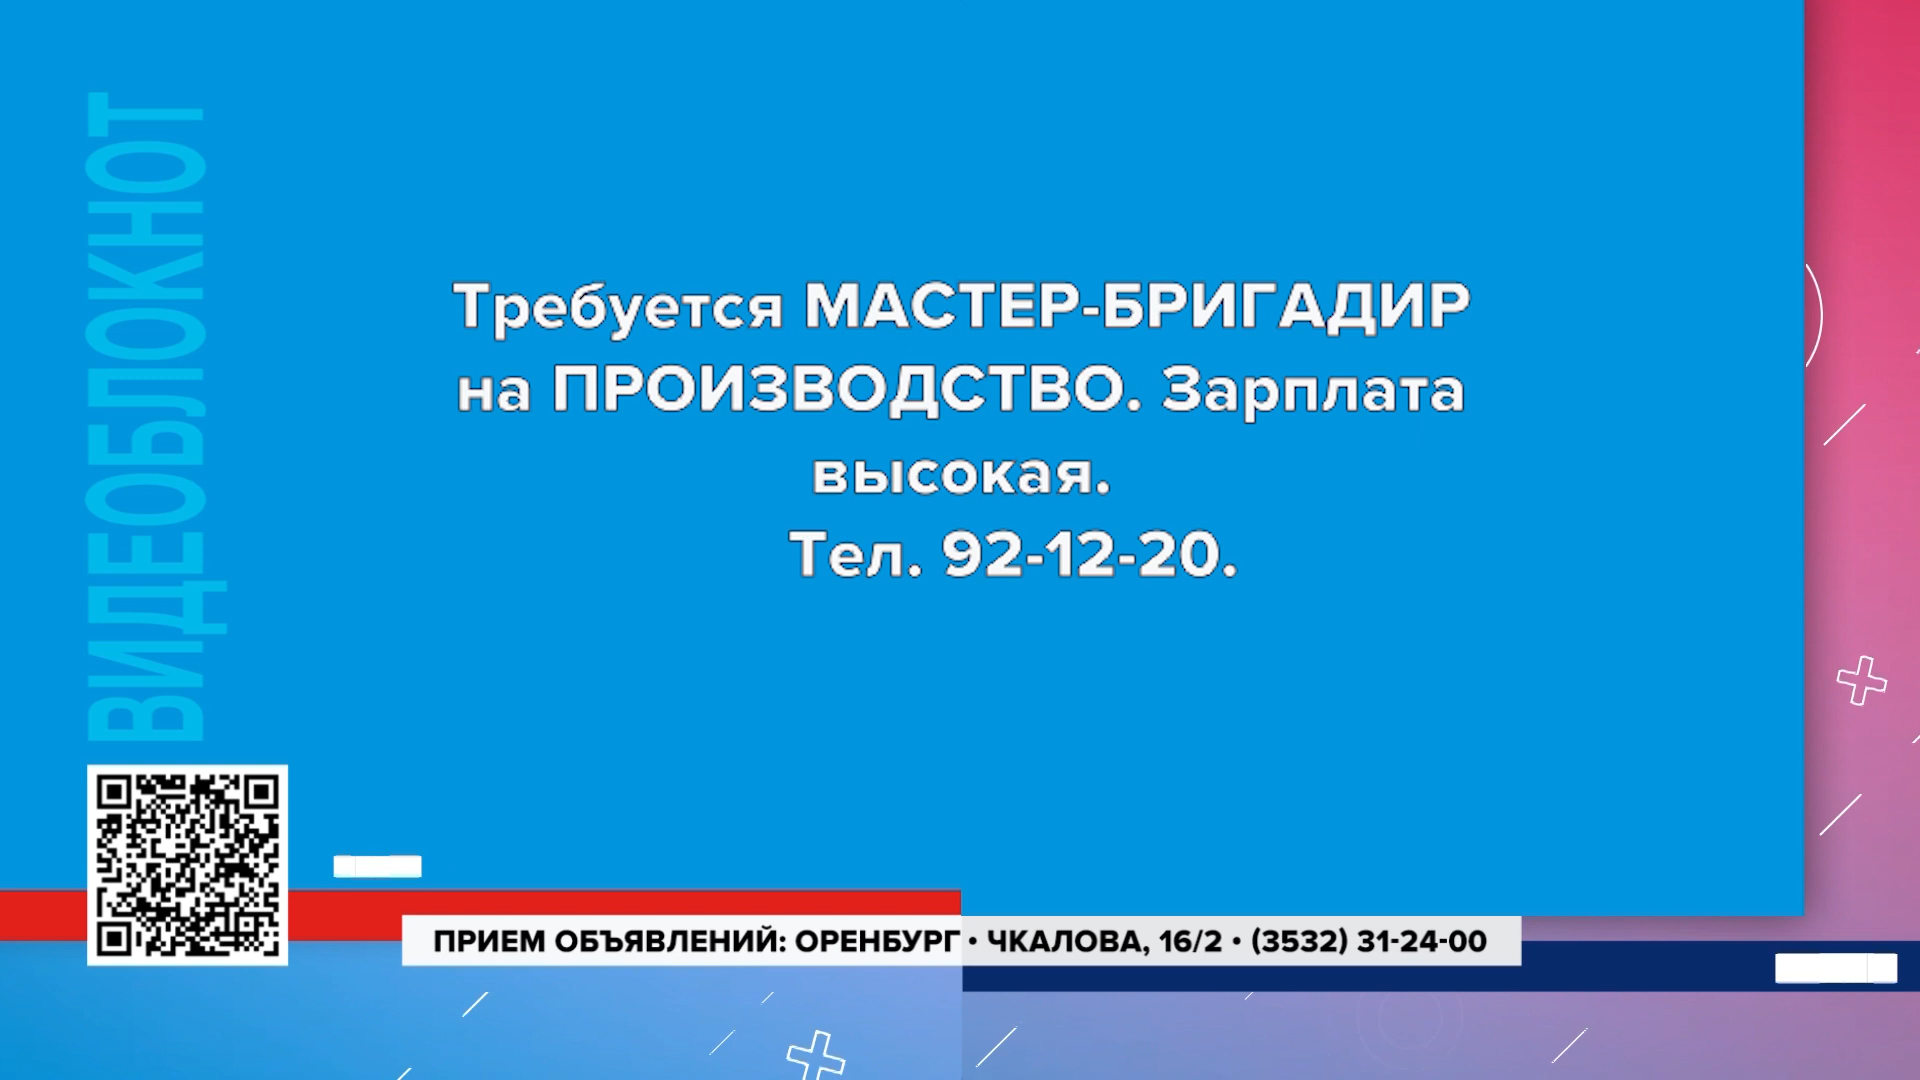 ВИДЕОБЛОКНОТ
Требуется МАСТЕР-БРИГАДИР
на ПРОИЗВОДСТВО. Зарплата
высокая.
Тел. 92-12-20.
ПРИЕМ ОБЪЯВЛЕНИЙ: ОРЕНБУРГ • ЧКАЛОВА, 16/2 • (3532) 31-24-00